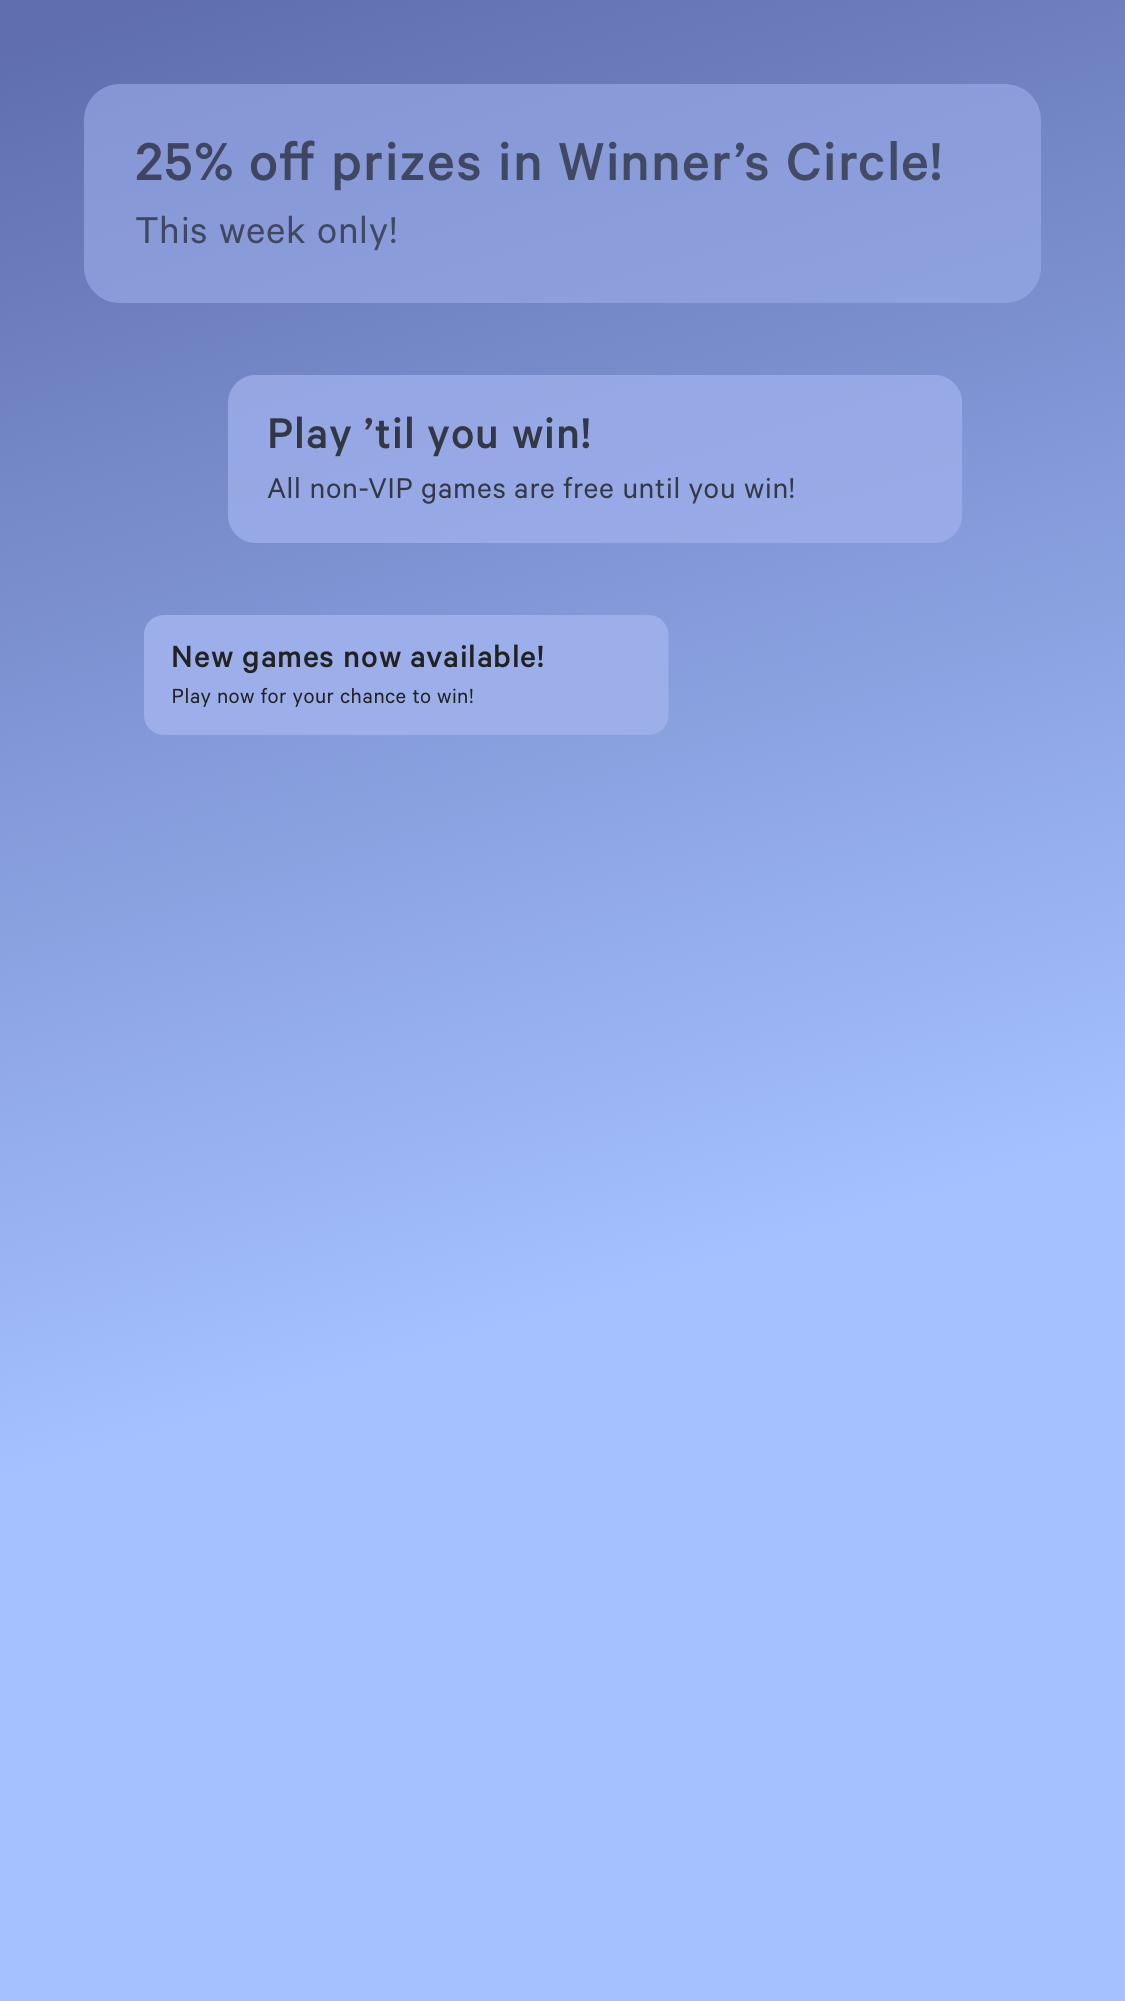 25% off prizes in Winner’s Circle!
This week only!
Play ’til you win!
All non-VIP games are free until you win!
New games now available!
Play now for your chance to win!